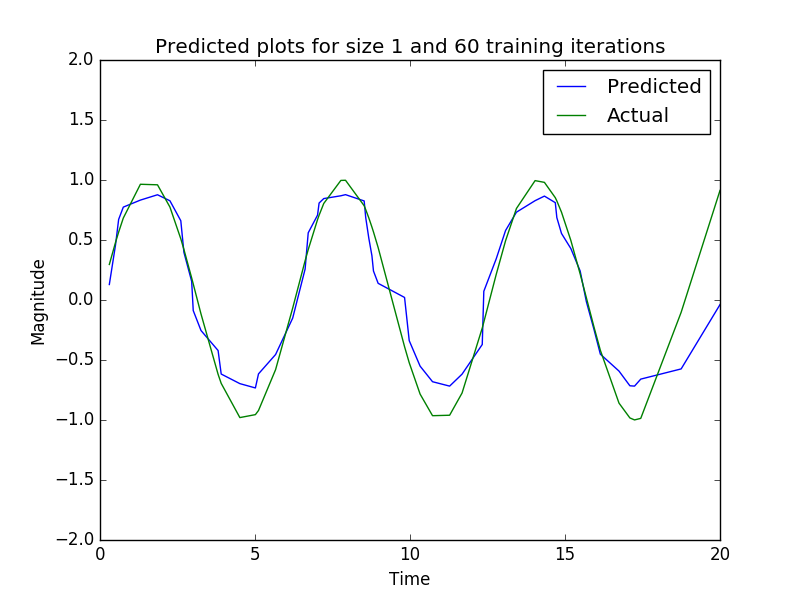 Predicted plots for size 1 and 60 training iterations
2.0
1.5
1.0
0.5
0.0
−0.5
−1.0
−1.5
−2.0
Magnitude
Predicted
Actual
0 5 10 15 20
Time